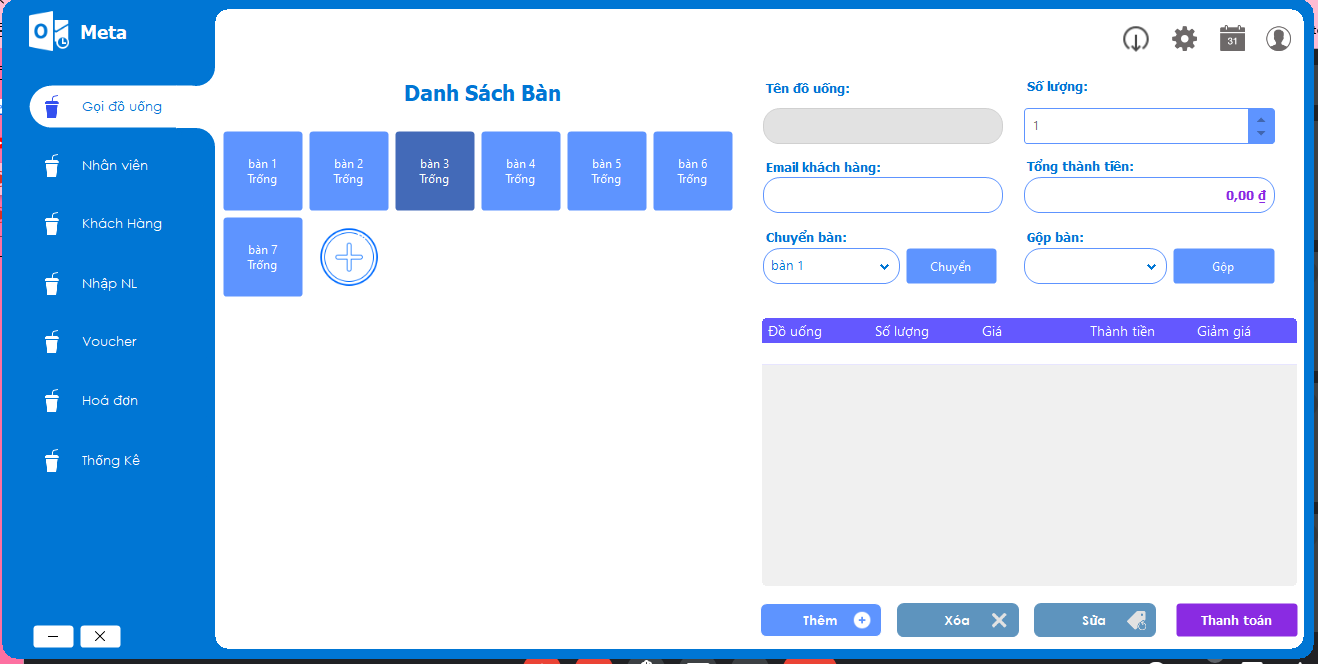 Meta
Gọi đồ uống
Nhân viên
Khách Hàng
Nhập NL
Voucher
Hoá đơn
Thống Kê
31
Danh Sách Bàn
bàn 1
Trống
bàn 2
Trống
bàn 3
Trống
bàn 4
Trống
bàn 5
Trống
bàn 6
Trống
bàn 7
Trống
Tên đồ uống:
Số lượng:
1
Email khách hàng:
Tổng thành tiền:
0,00 ₫
Chuyển bàn:
Gộp bàn:
bàn 1
Chuyển
Gộp
Đồ uống Số lượng Giá Thành tiền Giảm giá
Thêm
Xóa
Sửa
Thanh toán